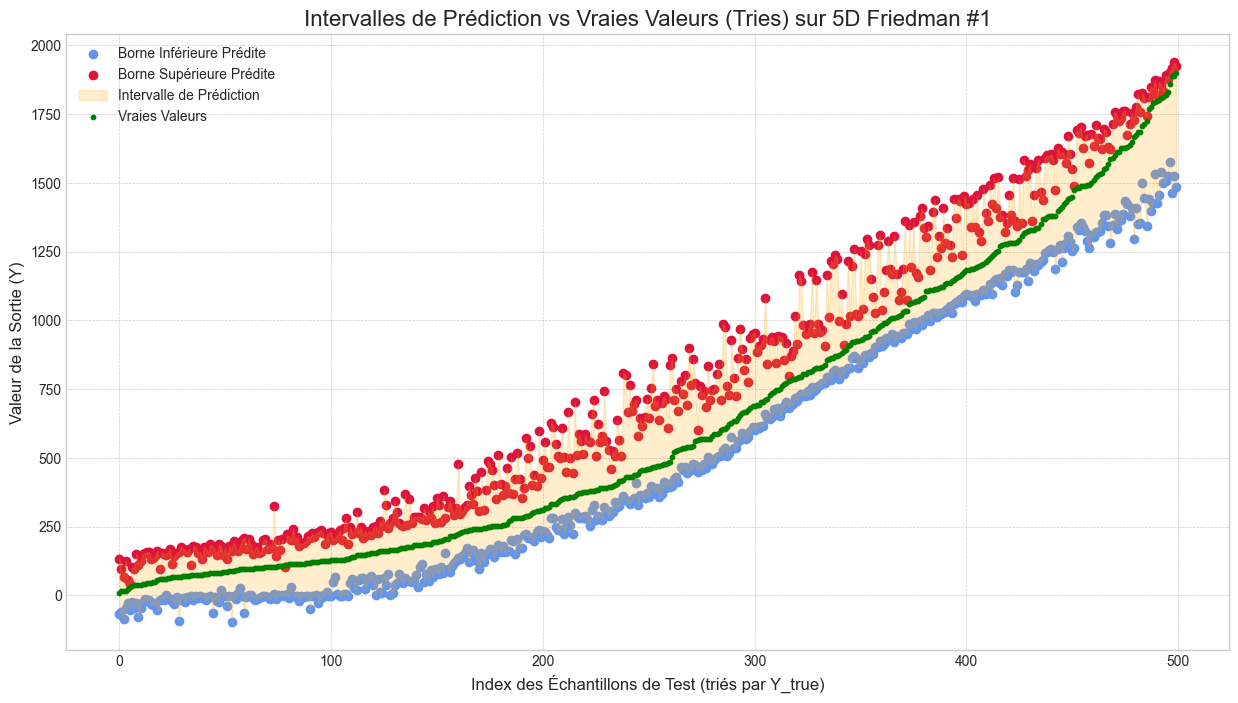 Intervalles de Prédiction vs Vraies Valeurs (Tries) sur 5D Friedman #1
Borne Inférieure Prédite
Borne Supérieure Prédite
Intervalle de Prédiction
Vraies Valeurs
Valeur de la Sortie (Y)
2000
1750
1500
1250
1000
750
500
250
0
0
100
200
300
400
500
Index des Échantillons de Test (triés par Y_true)